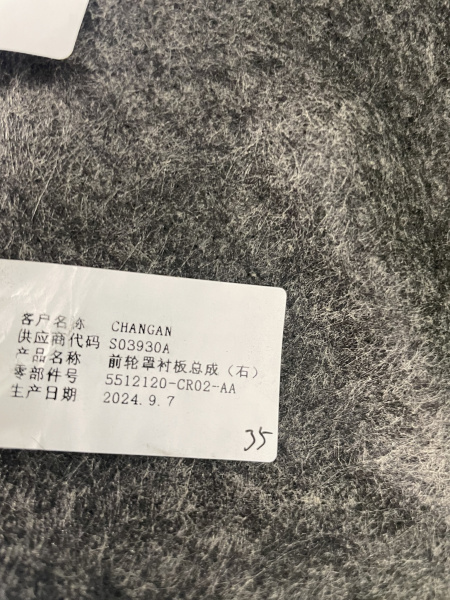 客户名称 CHANGAN
供应商代码 S03930A
产品名称 前轮罩衬板总成（右）
零部件号 5512120-CR02-AA
生产日期 2024.9.7
35